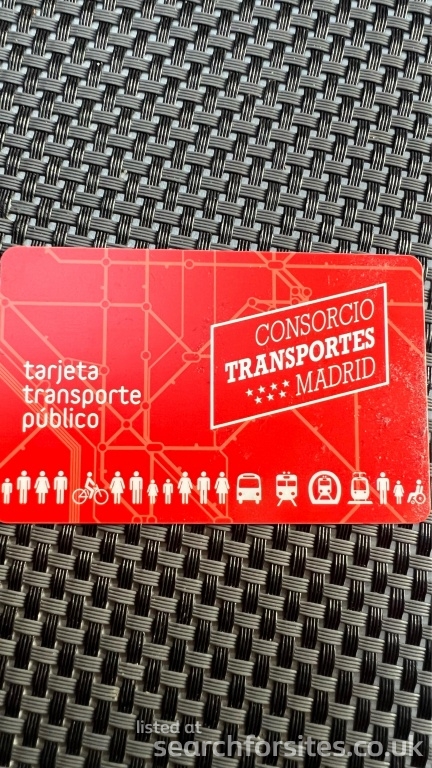 tarjeta
transporte
público
CONSORCIO
TRANSPORTES
MADRID
listed at
searchforsites.co.uk